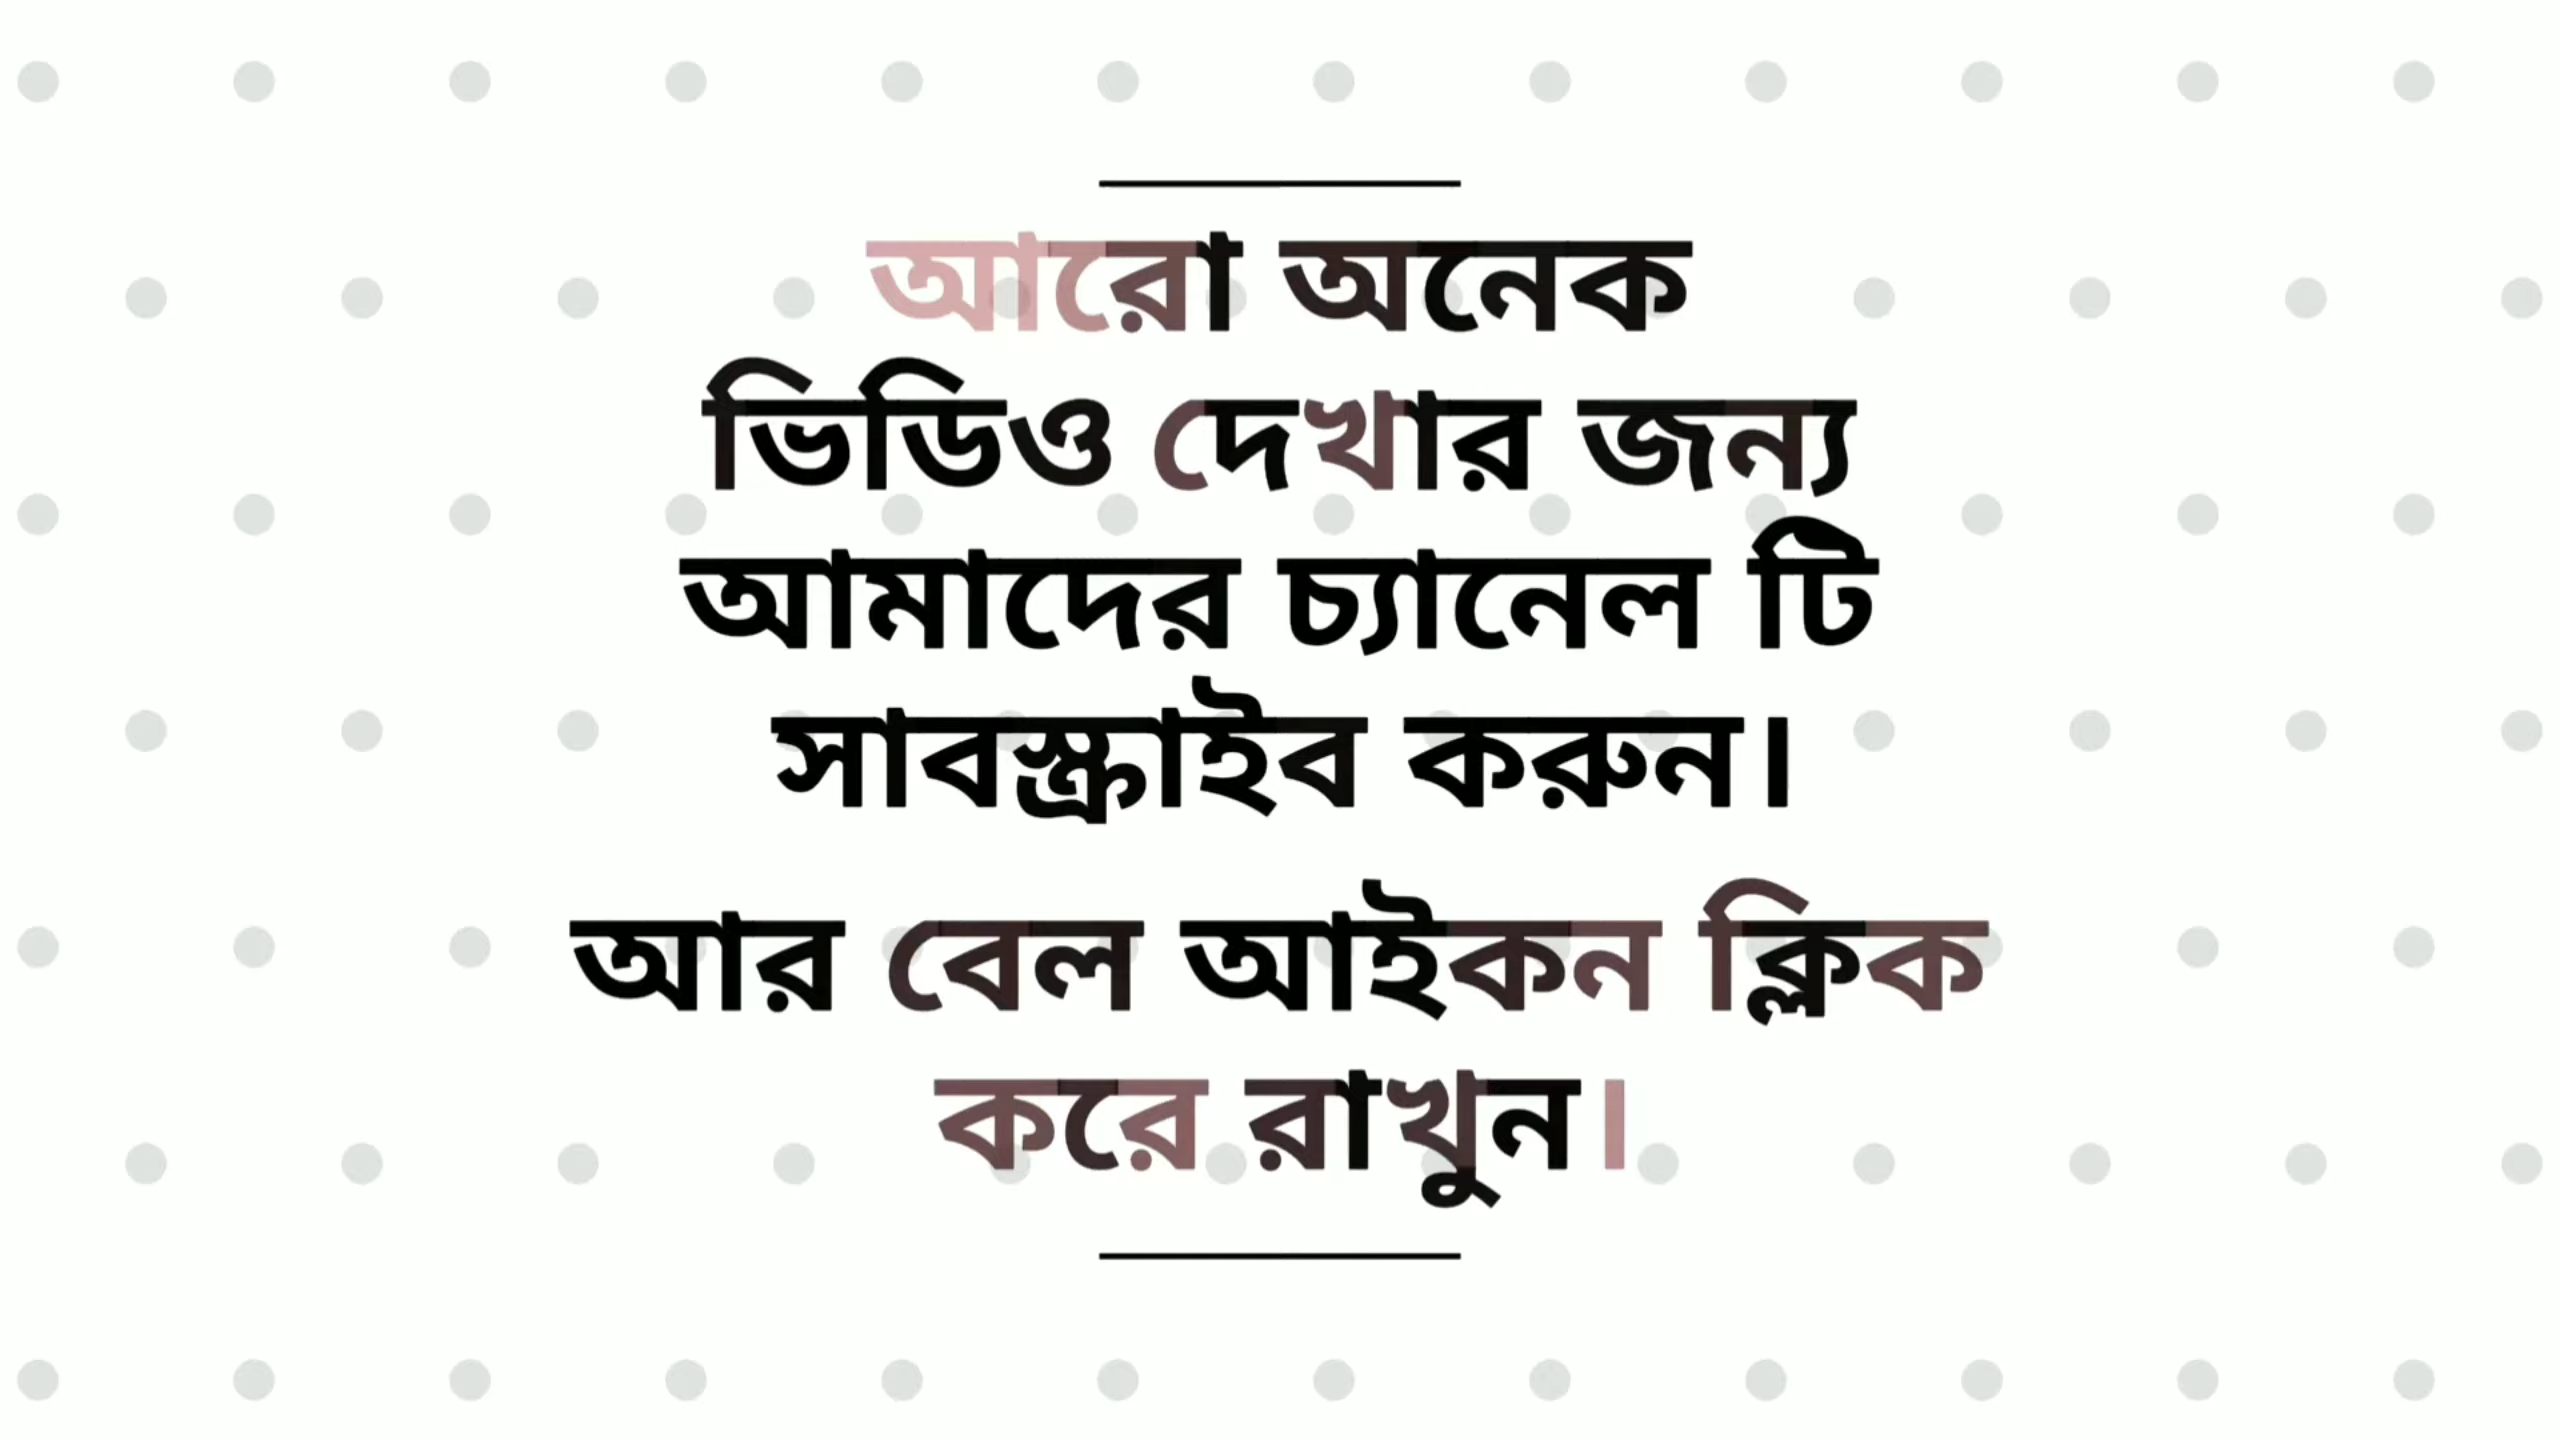 আরো অনেক
ভিডিও দেখার জন্য
আমাদের চ্যানেল টি
সাবস্ক্রাইব করুন।
আর বেল আইকন ক্লিক
করে রাখুন।